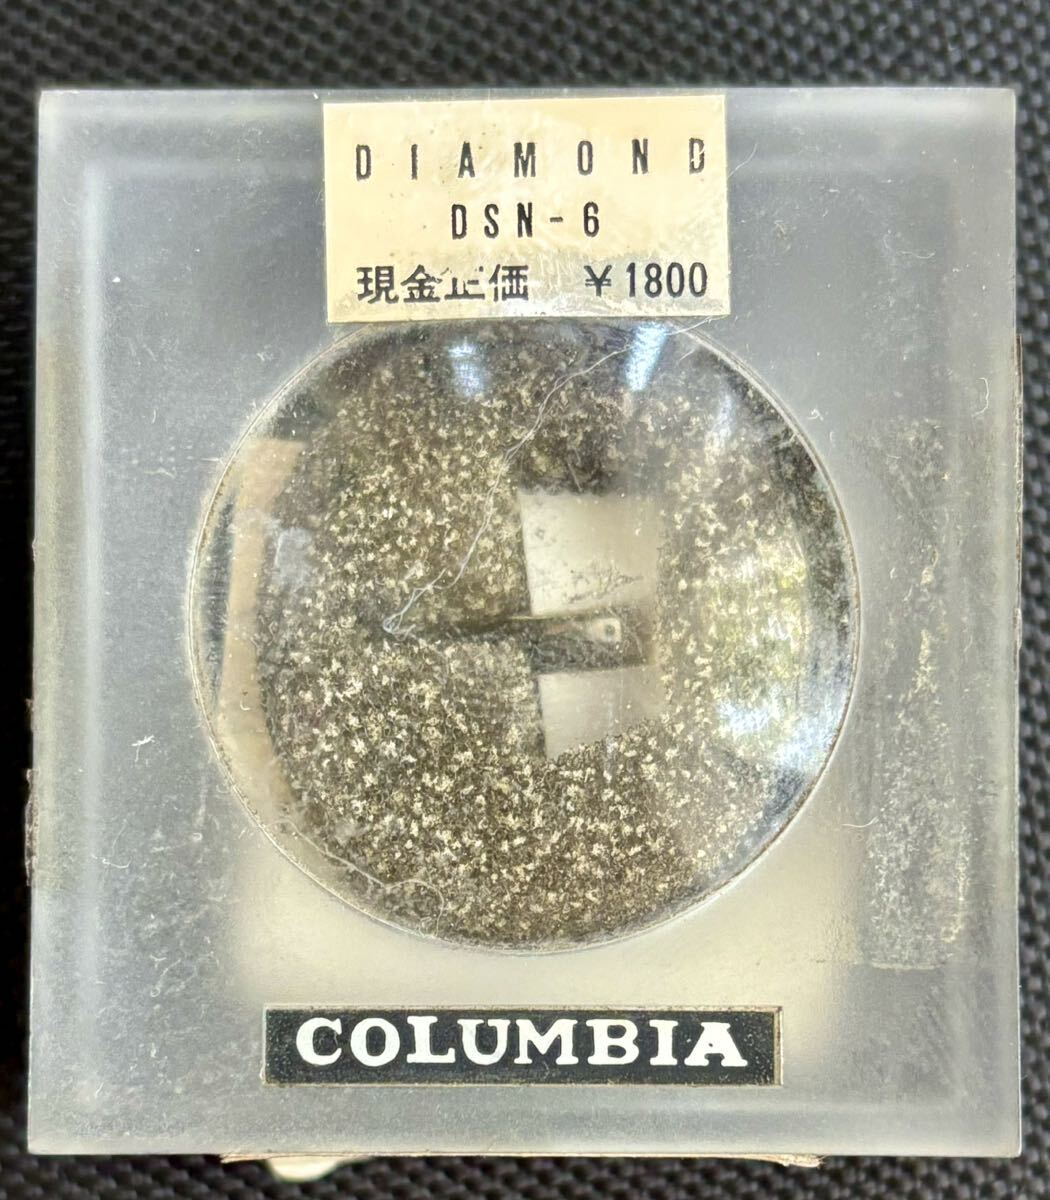 DIAMOND
DSN-6
現金正価 ¥1800
COLUMBIA